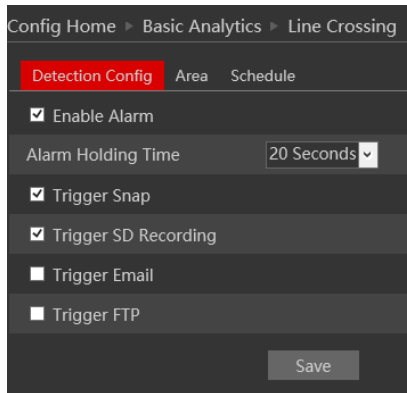 Config Home ▶ Basic Analytics ▶ Line Crossing
Detection Config Area Schedule
Enable Alarm
Alarm Holding Time 20 Seconds
Trigger Snap
Trigger SD Recording
Trigger Email
Trigger FTP
Save